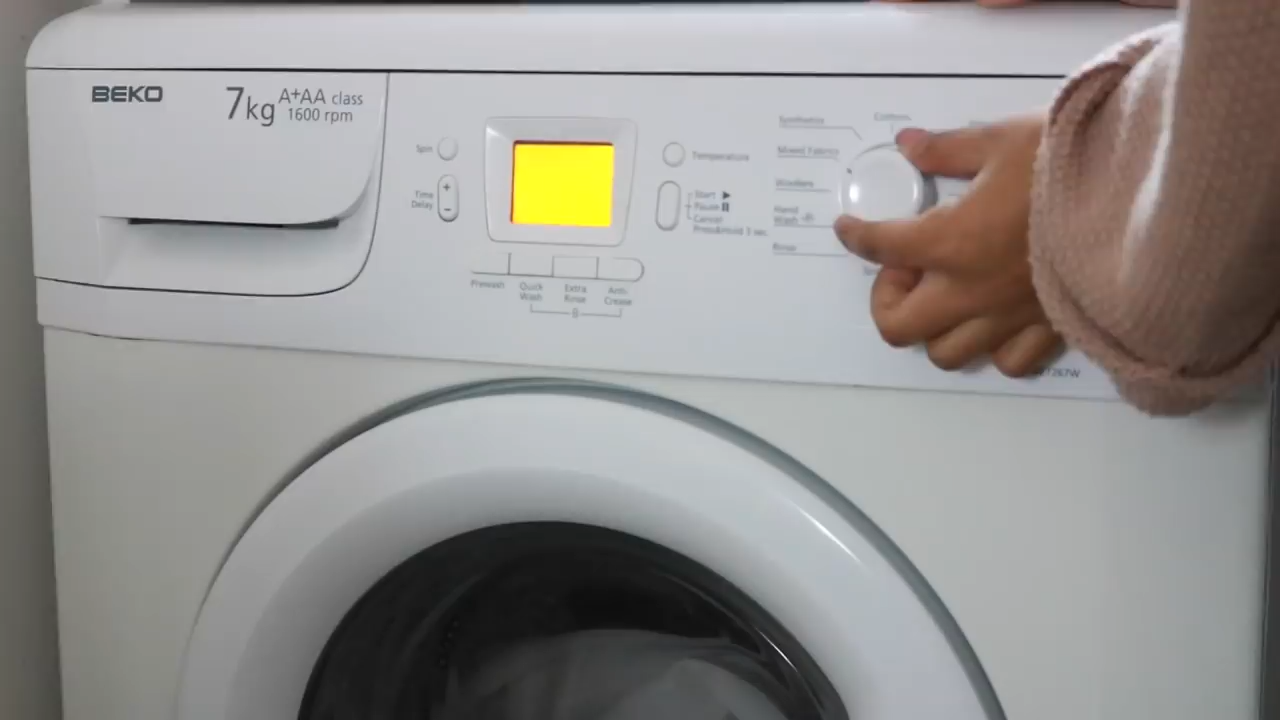 BEKO
7kg A+AA class
1600 rpm
Spin
Time
Delay
+
-
Temperature
Start
Pause
Cancel
Press&Hold 3 sec
Synthetics
Cottons
Mixed Fabrics
Woollens
Hand
Wash
Rinse
Prewash
Quick
Wash
Extra
Rinse
Anti-
Crease
7267W